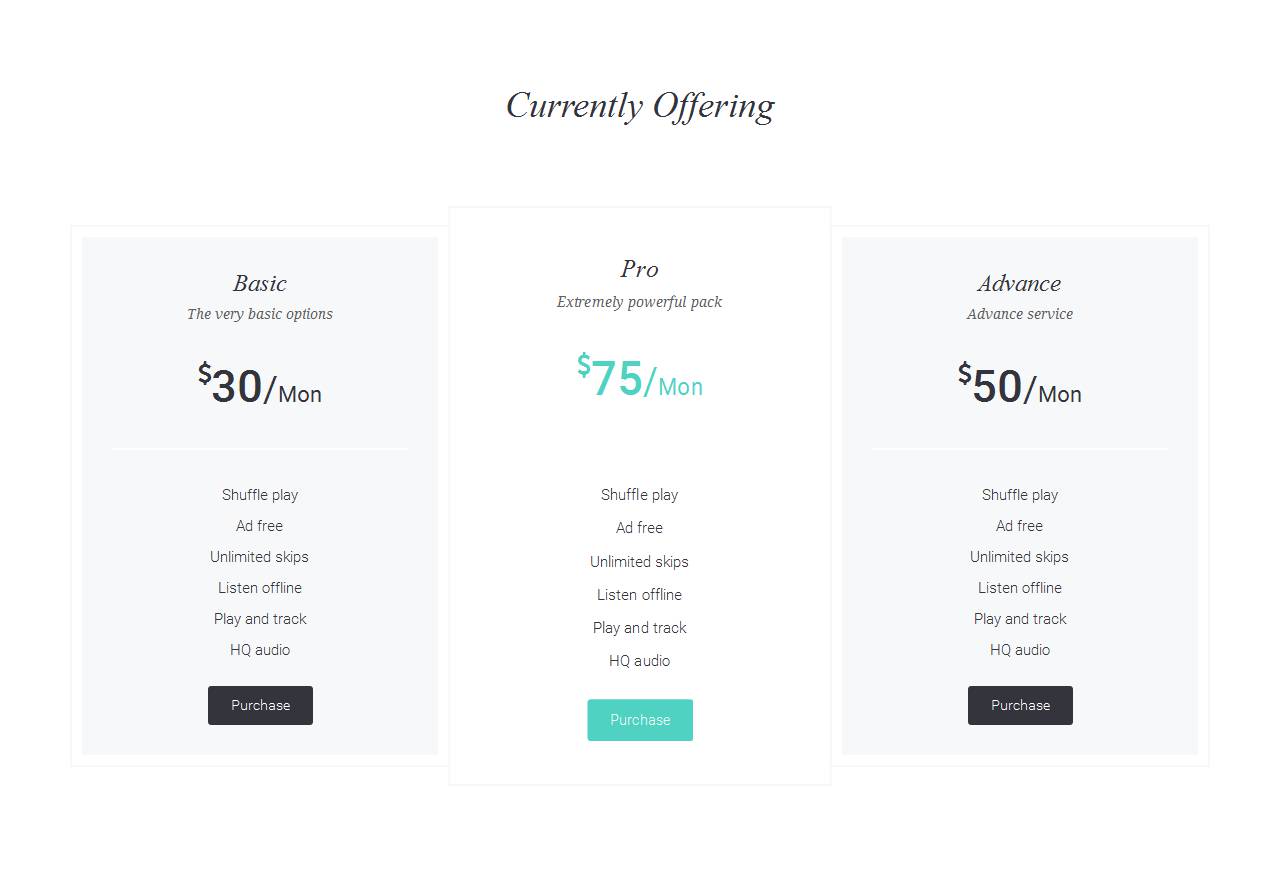 Currently Offering
Basic
The very basic options
$30/Mon
Shuffle play
Ad free
Unlimited skips
Listen offline
Play and track
HQ audio
Purchase
Pro
Extremely powerful pack
$75/Mon
Shuffle play
Ad free
Unlimited skips
Listen offline
Play and track
HQ audio
Purchase
Advance
Advance service
$50/Mon
Shuffle play
Ad free
Unlimited skips
Listen offline
Play and track
HQ audio
Purchase